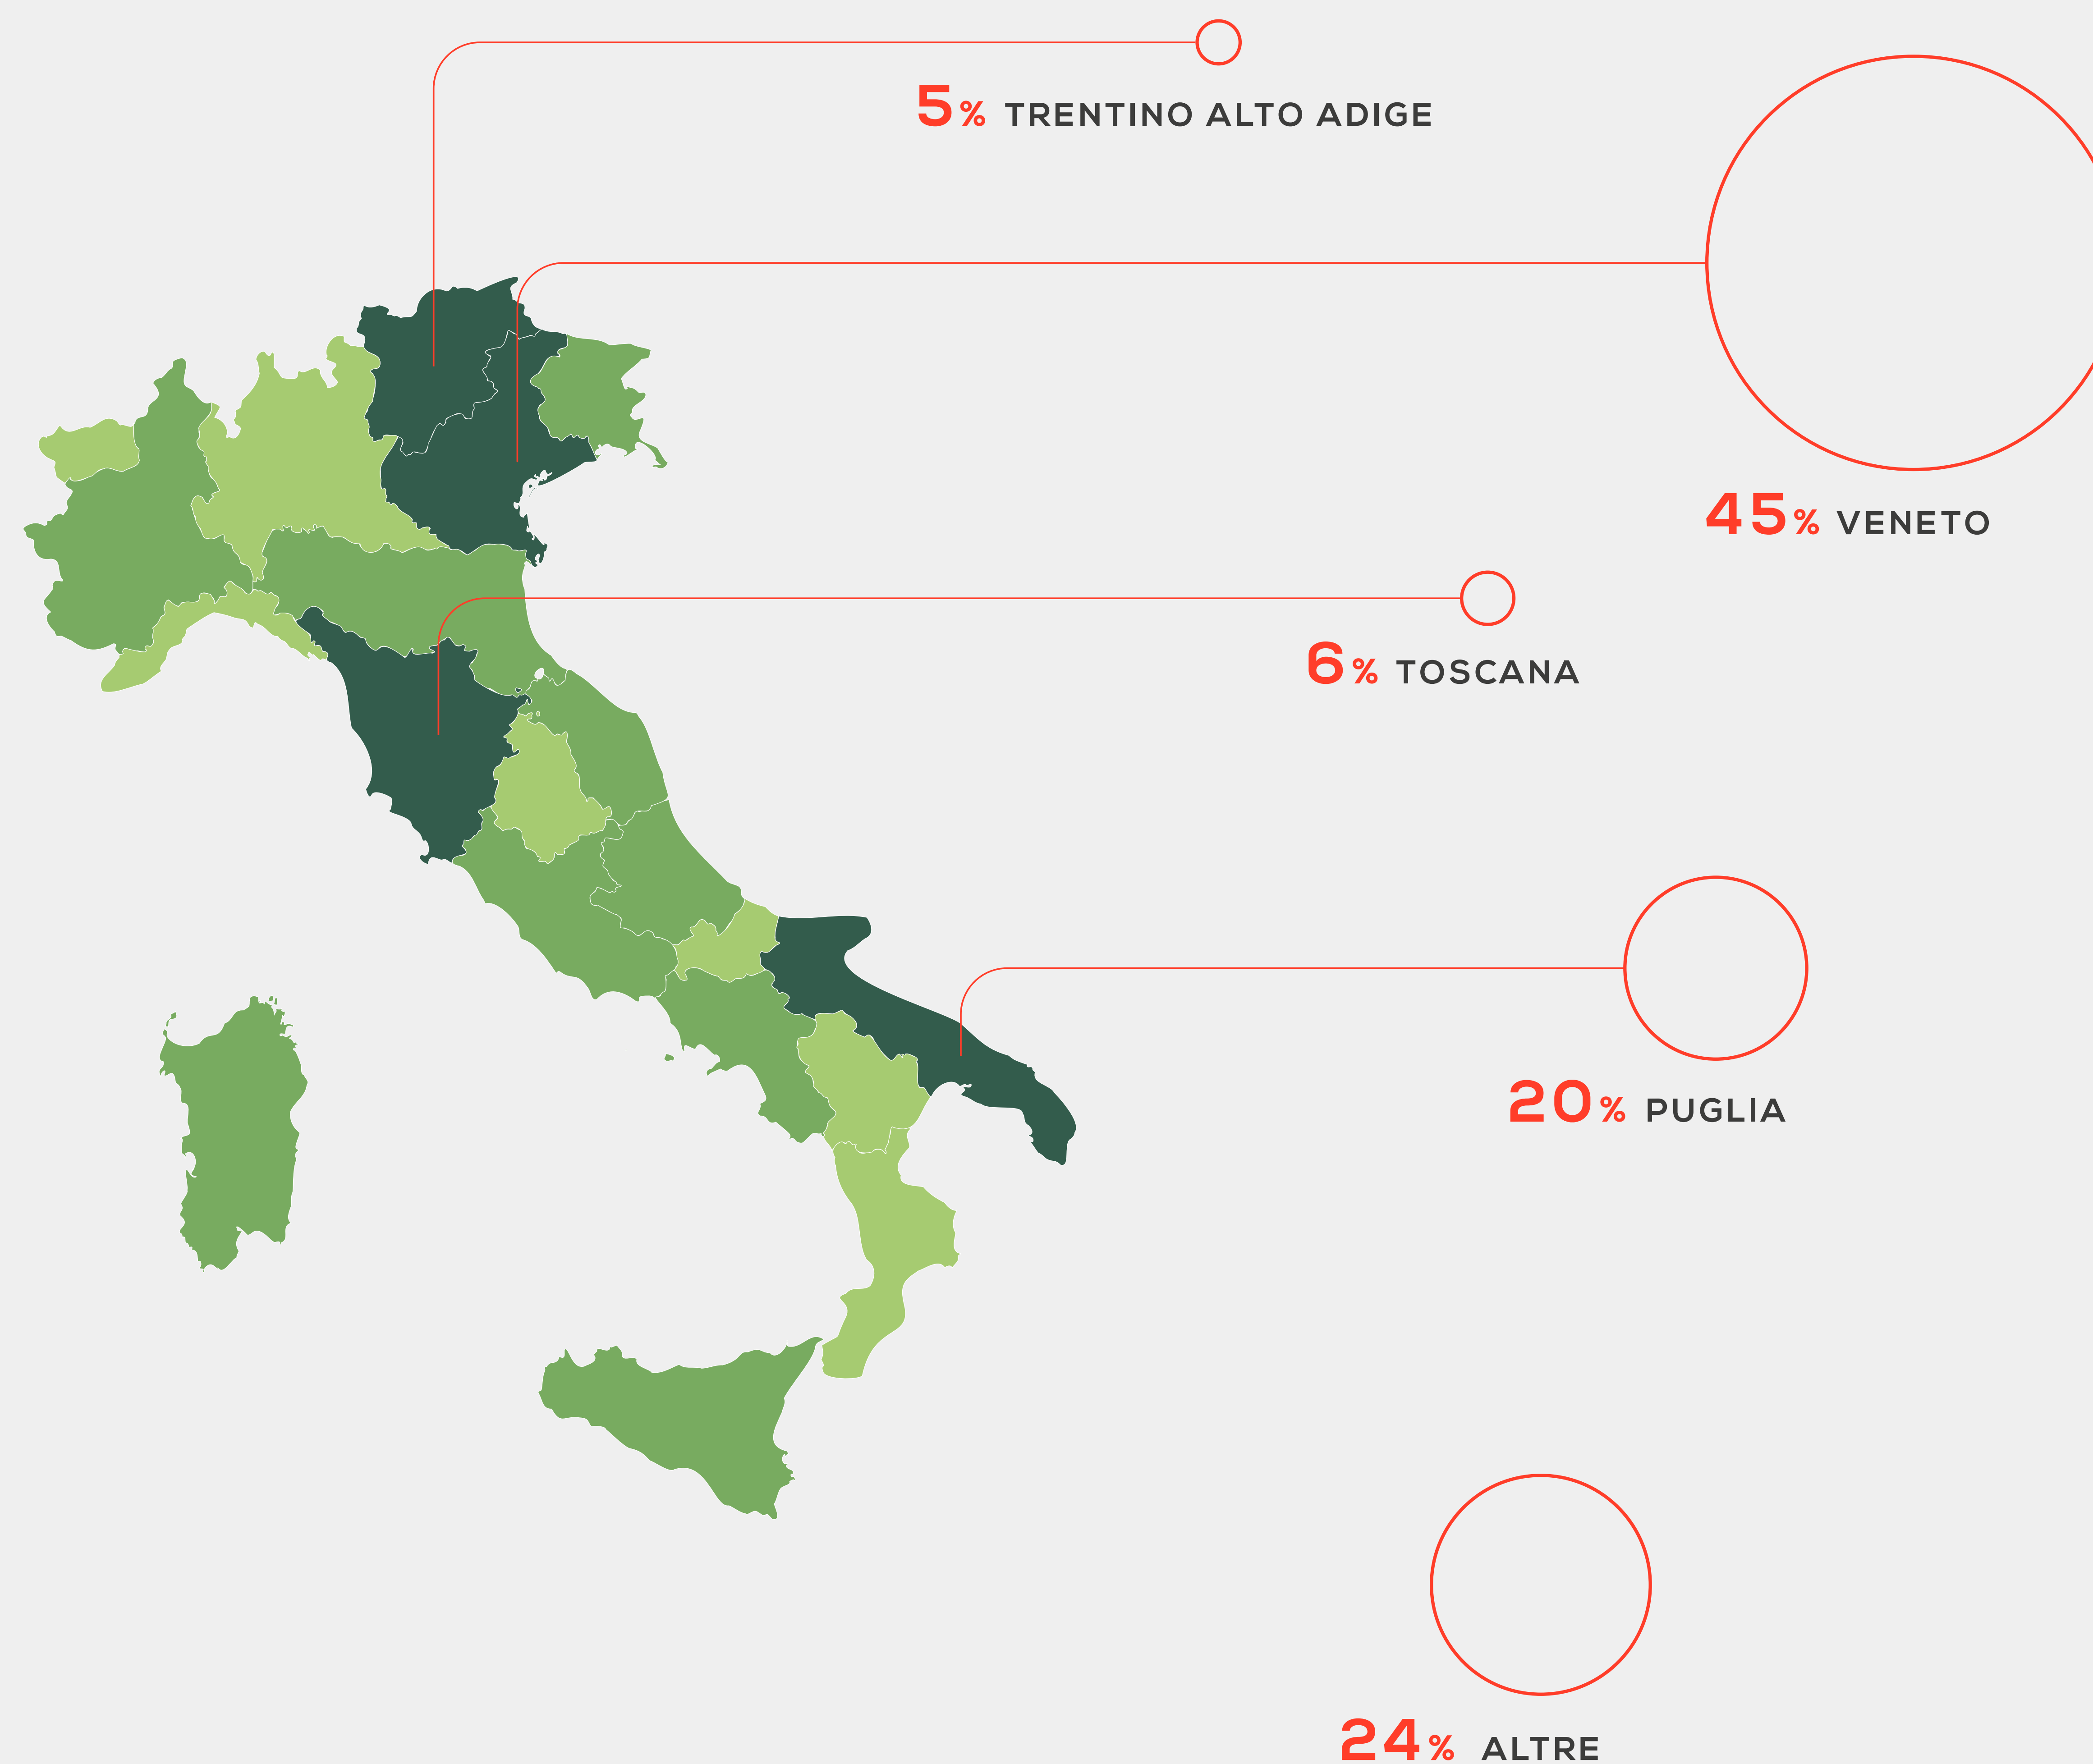 5% TRENTINO ALTO ADIGE
45% VENETO
6% TOSCANA
20% PUGLIA
24% ALTRE